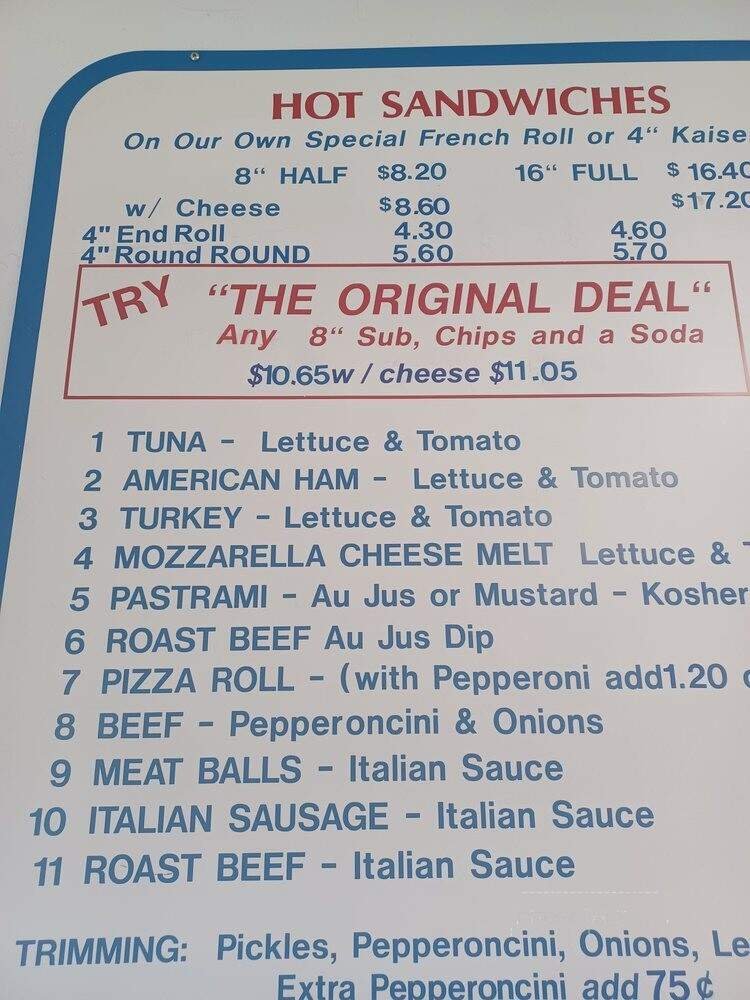 HOT SANDWICHES
On Our Own Special French Roll or 4“ Kaise
8“ HALF $8.20 16“ FULL $ 16.40
w/ Cheese $8.60 $17.20
4" End Roll 4.30 4.60
4" Round ROUND 5.60 5.70
TRY “THE ORIGINAL DEAL“
Any 8“ Sub, Chips and a Soda
$10.65w / cheese $11.05
1 TUNA - Lettuce & Tomato
2 AMERICAN HAM - Lettuce & Tomato
3 TURKEY - Lettuce & Tomato
4 MOZZARELLA CHEESE MELT Lettuce &
5 PASTRAMI - Au Jus or Mustard - Kosher
6 ROAST BEEF Au Jus Dip
7 PIZZA ROLL - (with Pepperoni add1.20
8 BEEF - Pepperoncini & Onions
9 MEAT BALLS - Italian Sauce
10 ITALIAN SAUSAGE - Italian Sauce
11 ROAST BEEF - Italian Sauce
TRIMMING: Pickles, Pepperoncini, Onions, Le
Extra Pepperoncini add 75¢